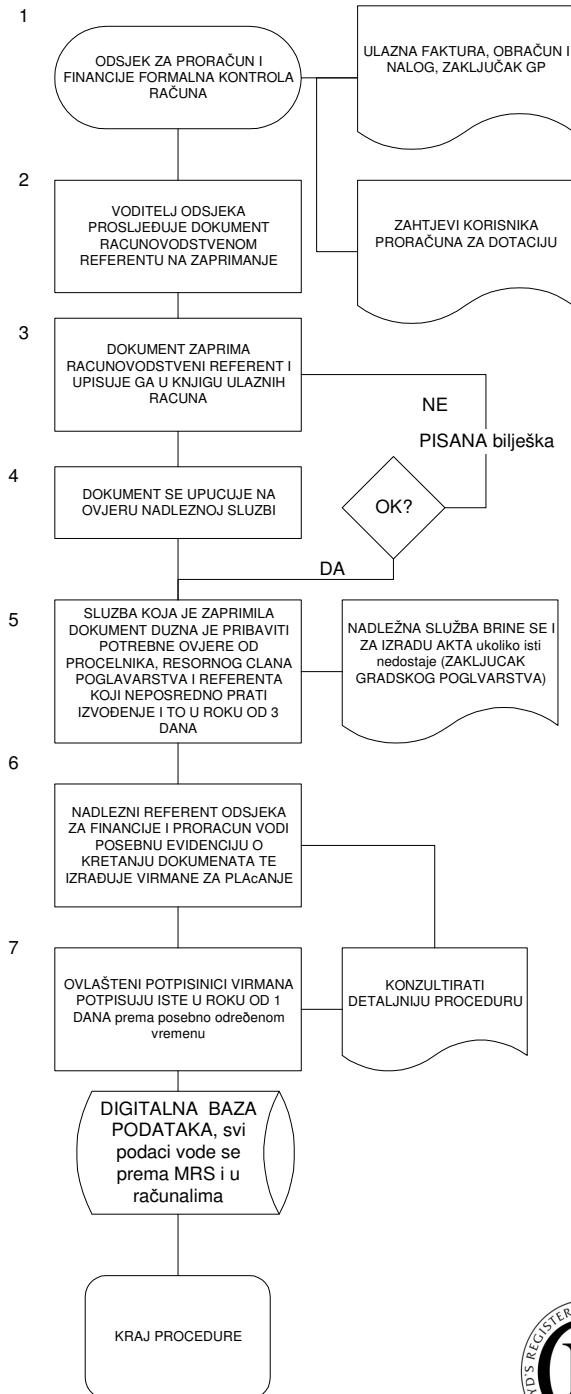 1
ODSJEK ZA PRORAČUN I
FINANCIJE FORMALNA KONTROLA
RAČUNA
ULAZNA FAKTURA, OBRAČUN I
NALOG, ZAKLJUČAK GP
2
VODITELJ ODSJEKA
PROSLJEĐUJE DOKUMENT
RACUNOVODSTVENOM
REFERENTU NA ZAPRIMANJE
ZAHTJEVI KORISNIKA
PRORAČUNA ZA DOTACIJU
3
DOKUMENT ZAPRIMA
RACUNOVODSTVENI REFERENT I
UPISUJE GA U KNJIGU ULAZNIH
RACUNA
NE
PISANA bilješka
4
DOKUMENT SE UPUCUJE NA
OVJERU NADLEZNOJ SLUZBI
OK?
DA
5
SLUZBA KOJA JE ZAPRIMILA
DOKUMENT DUZNA JE PRIBAVITI
POTREBNE OVJERE OD
PROCELNIKA, RESORNOG CLANA
POGLAVARSTVA I REFERENTA
KOJI NEPOSREDNO PRATI
IZVOĐENJE I TO U ROKU OD 3
DANA
NADLEŽNA SLUŽBA BRINE SE I
ZA IZRADU AKTA ukoliko isti
nedostaje (ZAKLJUCAK
GRADSKOG POGLVARSTVA)
6
NADLEZNI REFERENT ODSJEKA
ZA FINANCIJE I PRORACUN VODI
POSEBNU EVIDENCIJU O
KRETANJU DOKUMENATA TE
IZRAĐUJE VIRMANE ZA PLAcANJE
7
OVLAŠTENI POTPISINICI VIRMANA
POTPISUJU ISTE U ROKU OD 1
DANA prema posebno određenom
vremenu
KONZULTIRATI
DETALJNIJU PROCEDURU
DIGITALNA BAZA
PODATAKA, svi
podaci vode se
prema MRS i u
računalima
KRAJ PROCEDURE